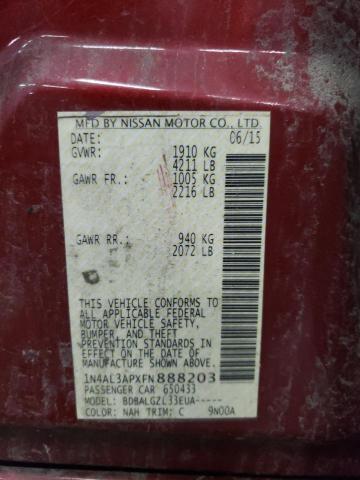 MFD BY NISSAN MOTOR CO., LTD.
DATE: 06/15
GVWR: 1910 KG
4211 LB
GAWR FR.: 1005 KG
2216 LB
GAWR RR.: 940 KG
2072 LB
THIS VEHICLE CONFORMS TO
ALL APPLICABLE FEDERAL
MOTOR VEHICLE SAFETY,
BUMPER, AND THEFT
PREVENTION STANDARDS
IN EFFECT ON THE DATE OF
MANUFACTURE SHOWN ABOVE.
1N4AL3APXFN888203
PASSENGER CAR 650433
MODEL: BDBALGZL33EUA-----
COLOR: NAH TRIM: C 9N00A